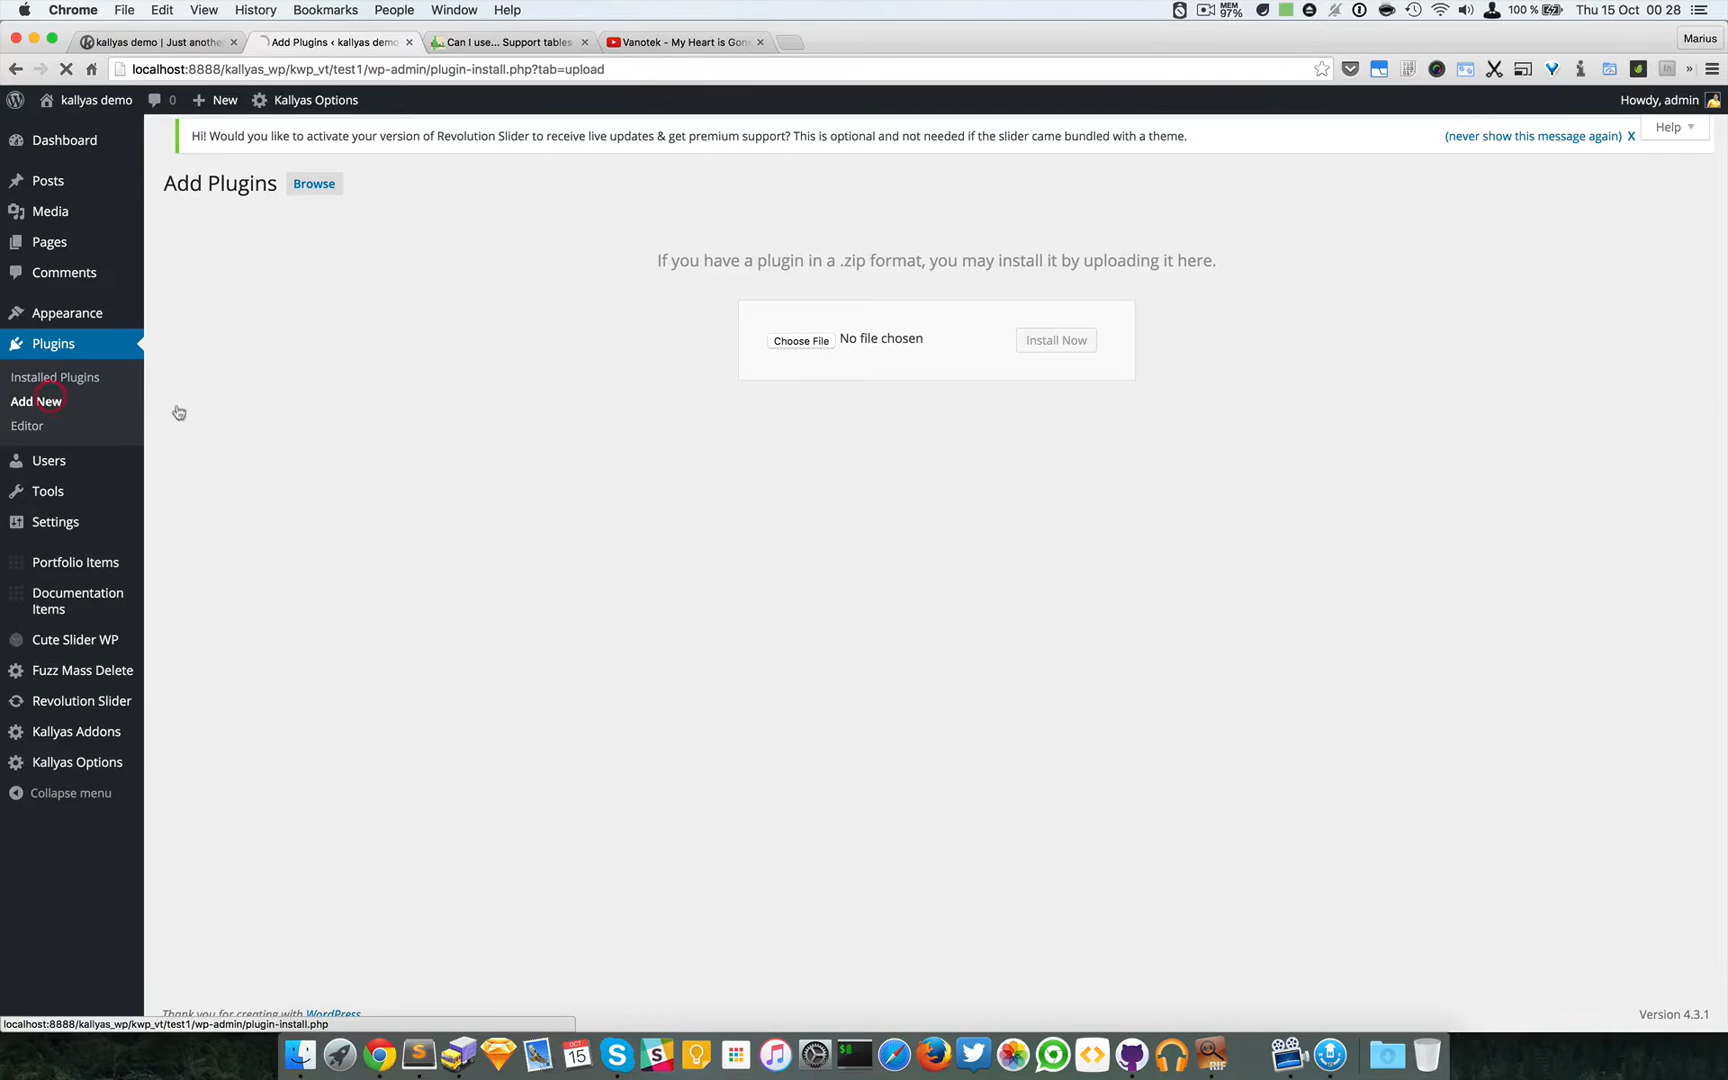 Chrome File Edit View History Bookmarks People Window Help MEM 97% 100 % Thu 15 Oct 00 28
kallyas demo | Just anothe Add Plugins ‹ kallyas demo Can I use... Support tables Vanotek - My Heart is Gon Marius
localhost:8888/kallyas_wp/kwp_vt/test1/wp-admin/plugin-install.php?tab=upload
kallyas demo 0 New Kallyas Options Howdy, admin
Hi! Would you like to activate your version of Revolution Slider to receive live updates & get premium support? This is optional and not needed if the slider came bundled with a theme. (never show this message again) X
Help
Add Plugins Browse
If you have a plugin in a .zip format, you may install it by uploading it here.
Choose File No file chosen Install Now
Dashboard
Posts
Media
Pages
Comments
Appearance
Plugins
Installed Plugins
Add New
Editor
Users
Tools
Settings
Portfolio Items
Documentation
Items
Cute Slider WP
Fuzz Mass Delete
Revolution Slider
Kallyas Addons
Kallyas Options
Collapse menu
Thank you for creating with WordPress
Version 4.3.1
localhost:8888/kallyas_wp/kwp_vt/test1/wp-admin/plugin-install.php
OCT
15
RIF